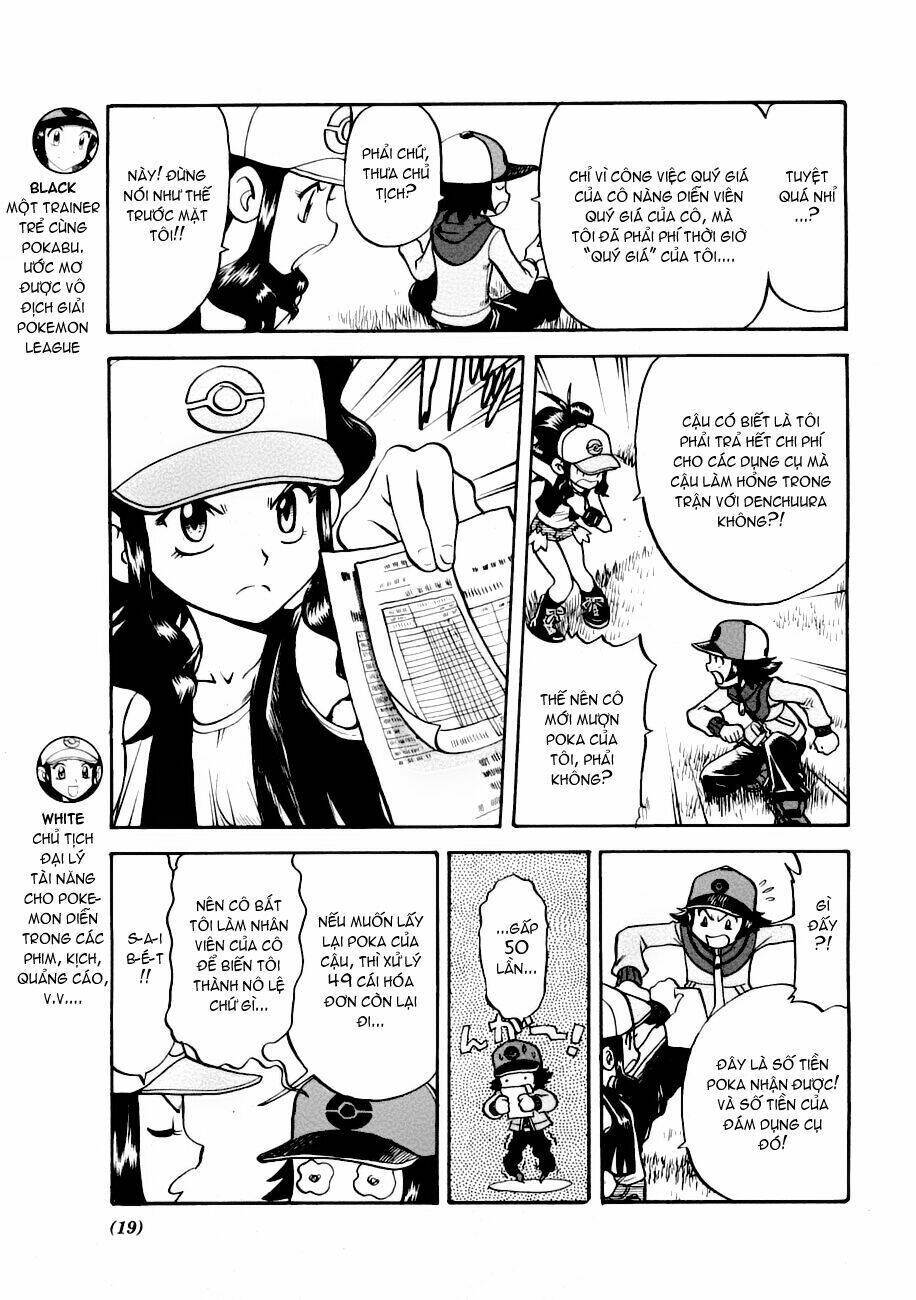 TUYỆT
QUÁ NHỈ
...?
CHỈ VÌ CÔNG VIỆC QUÝ GIÁ
CỦA CÔ NÀNG DIỄN VIÊN
QUÝ GIÁ CỦA CÔ, MÀ
TÔI ĐÃ PHẢI PHÍ THỜI GIỜ
“QUÝ GIÁ” CỦA TÔI....
PHẢI CHỨ,
THƯA CHỦ
TỊCH?
NÀY! ĐỪNG
NÓI NHƯ THẾ
TRƯỚC MẶT
TÔI!!
BLACK
MỘT TRAINER
TRẺ CÙNG
POKABU.
ƯỚC MƠ
ĐƯỢC VÔ
ĐỊCH GIẢI
POKEMON
LEAGUE
CẬU CÓ BIẾT LÀ TÔI
PHẢI TRẢ HẾT CHI PHÍ
CHO CÁC DỤNG CỤ MÀ
CẬU LÀM HỎNG TRONG
TRẬN VỚI DENCHUURA
KHÔNG?!
THẾ NÊN CÔ
MỚI MƯỢN
POKA CỦA
TÔI, PHẢI
KHÔNG?
WHITE
CHỦ TỊCH
ĐẠI LÝ
TÀI NĂNG
CHO POKE-
MON DIỄN
TRONG CÁC
PHIM, KỊCH,
QUẢNG CÁO,
V.V....
GÌ
ĐẤY
?!
ĐÂY LÀ SỐ TIỀN
POKA NHẬN ĐƯỢC!
VÀ SỐ TIỀN CỦA
ĐÁM DỤNG CỤ
ĐÓ!
...GẤP
50
LẦN...
んがー!
NẾU MUỐN LẤY
LẠI POKA CỦA
CẬU, THÌ XỬ LÝ
49 CÁI HÓA
ĐƠN CÒN LẠI
ĐI...
NÊN CÔ BẮT
TÔI LÀM NHÂN
VIÊN CỦA CÔ
ĐỂ BIẾN TÔI
THÀNH NÔ LỆ
CHỨ GÌ...
S-A-I
B-É-T
!!
(19)